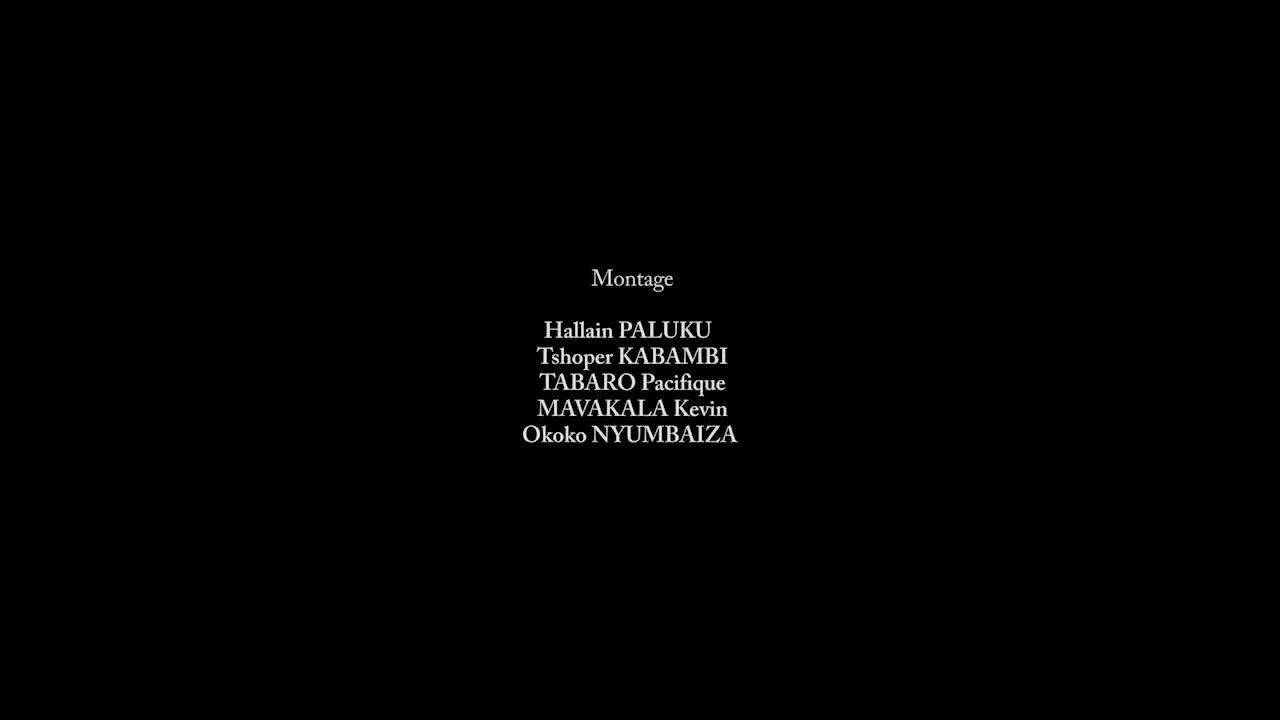 Montage
Hallain PALUKU
Tshoper KABAMBI
TABARO Pacifique
MAVAKALA Kevin
Okoko NYUMBAIZA